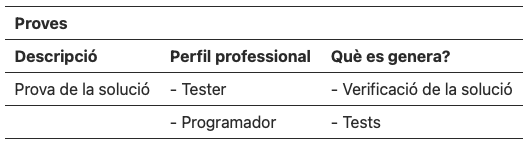 Proves
Descripció Perfil professional Què es genera?
Prova de la solució - Tester - Verificació de la solució
- Programador - Tests